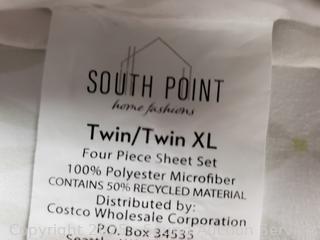 SOUTH POINT
home fashions
Twin/Twin XL
Four Piece Sheet Set
100% Polyester Microfiber
CONTAINS 50% RECYCLED MATERIAL
Distributed by:
Costco Wholesale Corporation
P.O. Box 34535